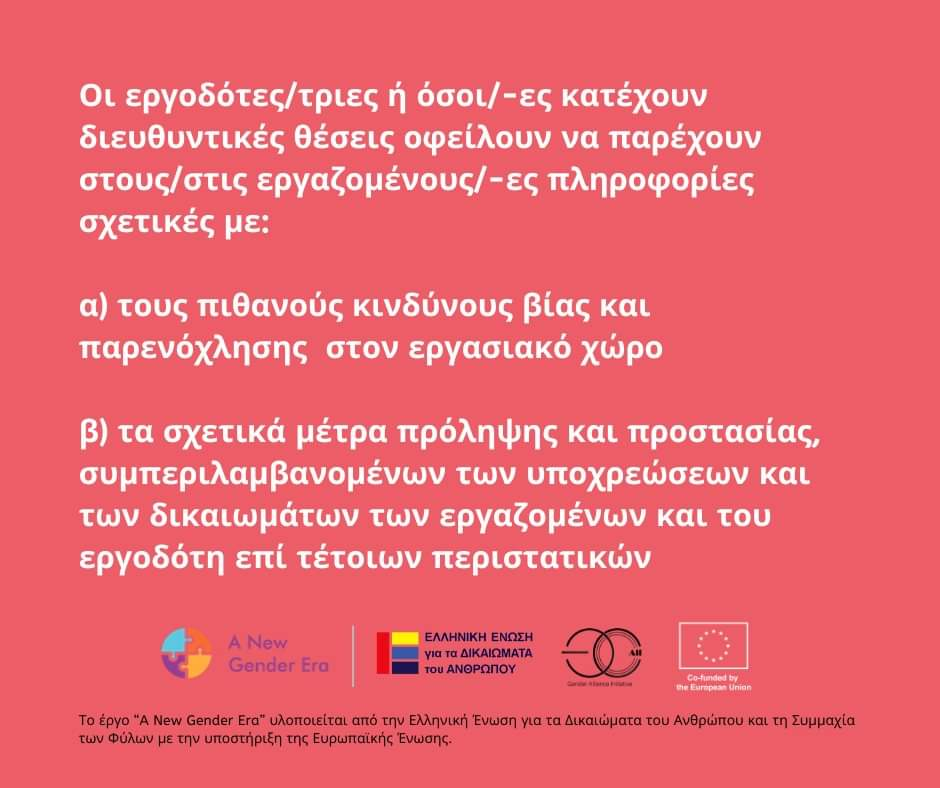 Οι εργοδότες/τριες ή όσοι/-ες κατέχουν
διευθυντικές θέσεις οφείλουν να παρέχουν
στους/στις εργαζομένους/-ες πληροφορίες
σχετικές με:
α) τους πιθανούς κινδύνους βίας και
παρενόχλησης  στον εργασιακό χώρο
β) τα σχετικά μέτρα πρόληψης και προστασίας,
συμπεριλαμβανομένων των υποχρεώσεων και
των δικαιωμάτων των εργαζομένων και του
εργοδότη επί τέτοιων περιστατικών
A New
Gender Era
ΕΛΛΗΝΙΚΗ ΕΝΩΣΗ
για τα ΔΙΚΑΙΩΜΑΤΑ
του ΑΝΘΡΩΠΟΥ
All
Gender Alliance Initiative
Co-funded by
the European Union
Το έργο “A New Gender Era” υλοποιείται από την Ελληνική Ένωση για τα Δικαιώματα του Ανθρώπου και τη Συμμαχία
των Φύλων με την υποστήριξη της Ευρωπαϊκής Ένωσης.